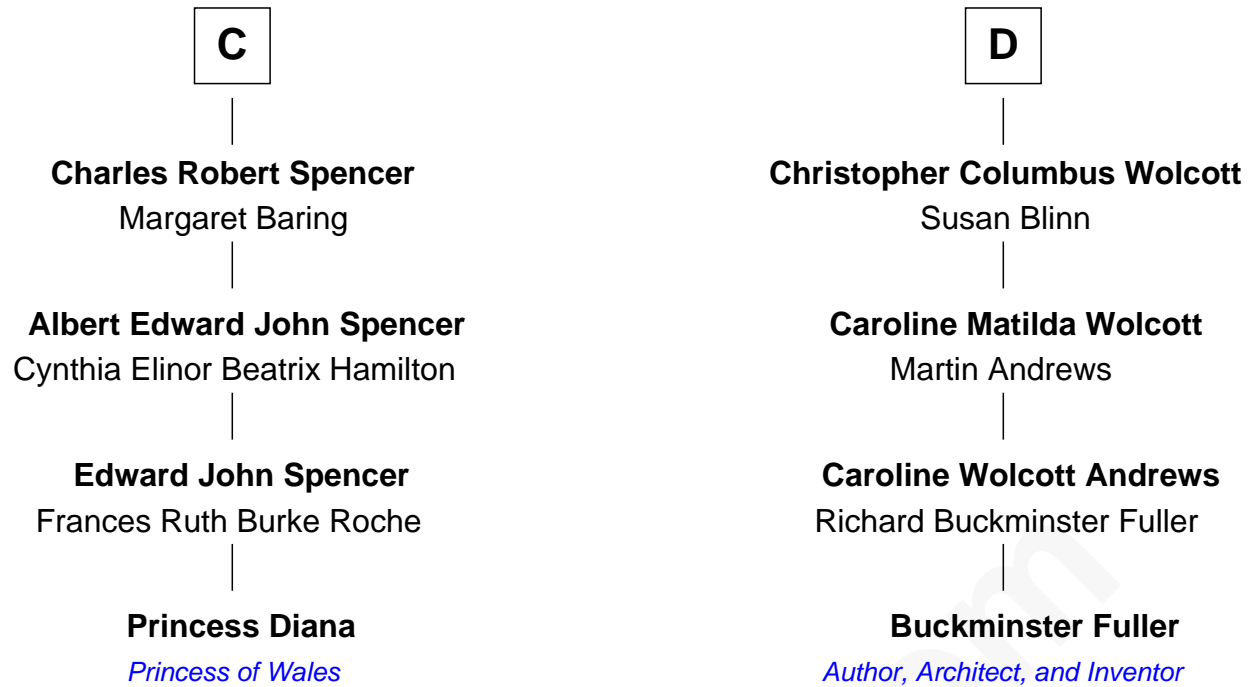 C
Charles Robert Spencer
Margaret Baring
Albert Edward John Spencer
Cynthia Elinor Beatrix Hamilton
Edward John Spencer
Frances Ruth Burke Roche
Princess Diana
Princess of Wales
D
Christopher Columbus Wolcott
Susan Blinn
Caroline Matilda Wolcott
Martin Andrews
Caroline Wolcott Andrews
Richard Buckminster Fuller
Buckminster Fuller
Author, Architect, and Inventor